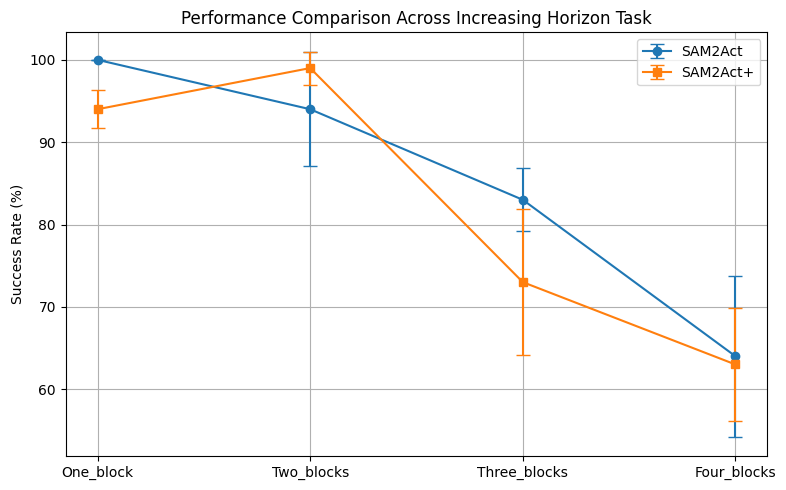 Performance Comparison Across Increasing Horizon Task
SAM2Act
SAM2Act+
Success Rate (%)
100
90
80
70
60
One_block Two_blocks Three_blocks Four_blocks